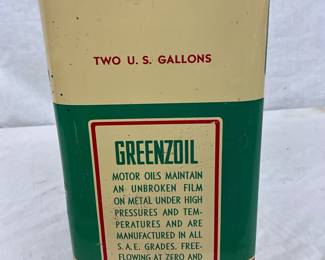 TWO U. S. GALLONS
GREENZOIL
MOTOR OILS MAINTAIN
AN UNBROKEN FILM
ON METAL UNDER HIGH
PRESSURES AND TEM-
PERATURES AND ARE
MANUFACTURED IN ALL
S.A.E. GRADES. FREE-
FLOWING AT ZERO AND